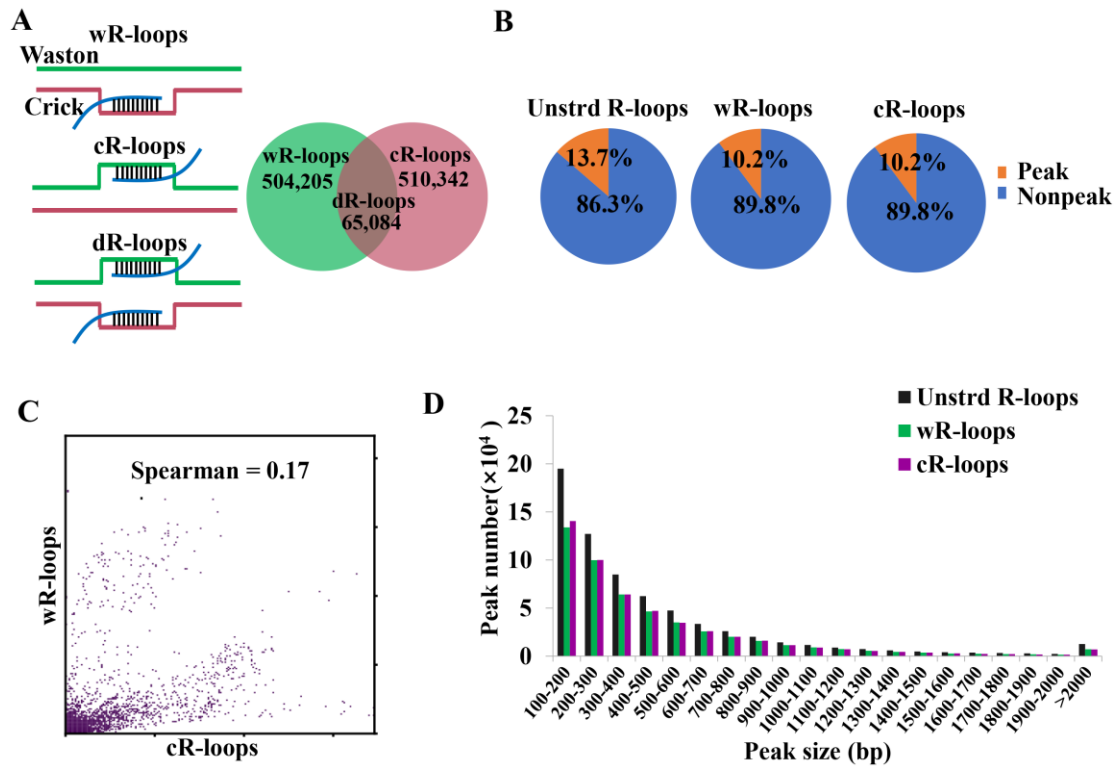 A
wR-loops
Waston
Crick
cR-loops
dR-loops
wR-loops
504,205
cR-loops
510,342
dR-loops
65,084
B
Unstrd R-loops
wR-loops
cR-loops
13.7%
86.3%
10.2%
89.8%
10.2%
89.8%
Peak
Nonpeak
C
Spearman = 0.17
wR-loops
cR-loops
D
Unstrd R-loops
wR-loops
cR-loops
Peak number(×10⁴)
25
20
15
10
5
0
100-200
200-300
300-400
400-500
500-600
600-700
700-800
800-900
900-1000
1000-1100
1100-1200
1200-1300
1300-1400
1400-1500
1500-1600
1600-1700
1700-1800
1800-1900
1900-2000
>2000
Peak size (bp)